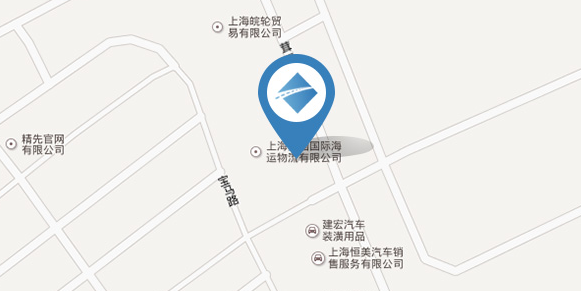 上海皖轮贸
易有限公司
茸
精先官网
有限公司
上海
国际海
运物流有限公司
建宏汽车
装潢用品
上海恒美汽车销
售服务有限公司